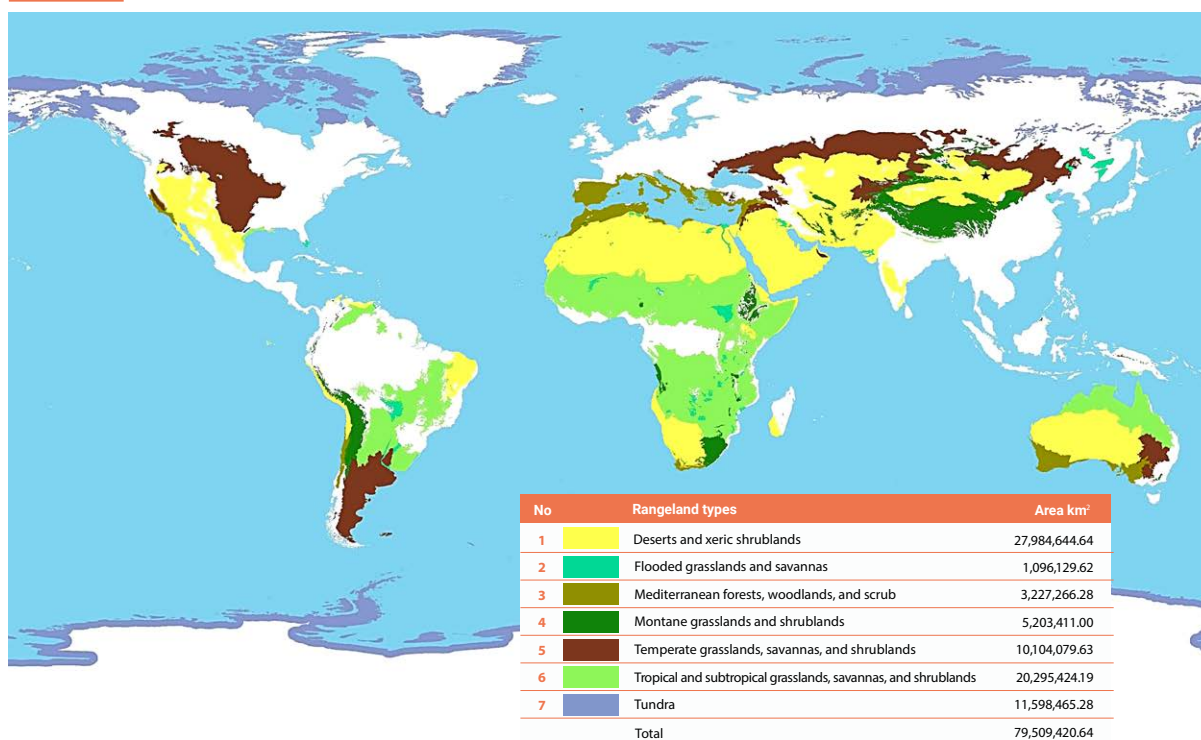 No Rangeland types Area km²
1 Deserts and xeric shrublands 27,984,644.64
2 Flooded grasslands and savannas 1,096,129.62
3 Mediterranean forests, woodlands, and scrub 3,227,266.28
4 Montane grasslands and shrublands 5,203,411.00
5 Temperate grasslands, savannas, and shrublands 10,104,079.63
6 Tropical and subtropical grasslands, savannas, and shrublands 20,295,424.19
7 Tundra 11,598,465.28
Total 79,509,420.64